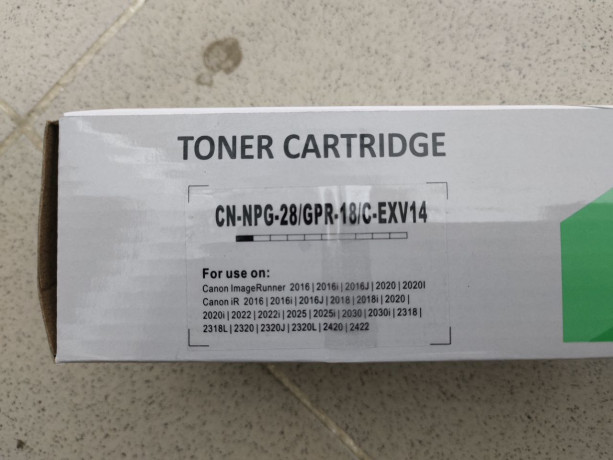 TONER CARTRIDGE
CN-NPG-28/GPR-18/C-EXV14
For use on:
Canon ImageRunner 2016 | 2016i | 2016J | 2020 | 2020I
Canon iR 2016 | 2016i | 2016J | 2018 | 2018i | 2020 |
2020i | 2022 | 2022i | 2025 | 2025i | 2030 | 2030i | 2318 |
2318L | 2320 | 2320J | 2320L | 2420 | 2422